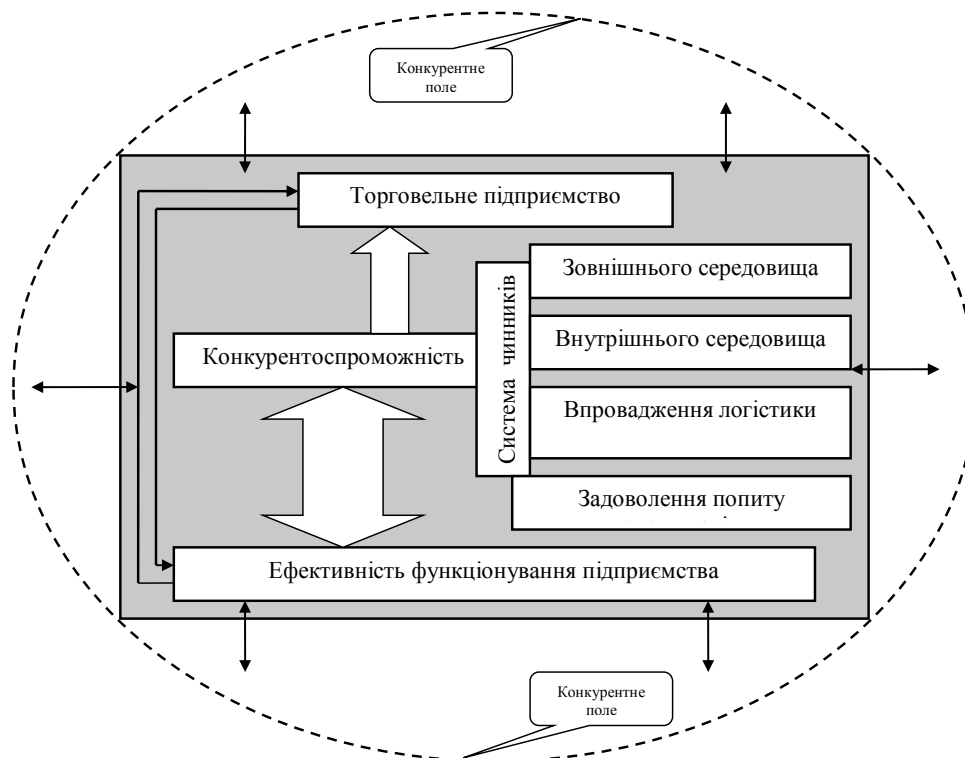 Конкурентне
поле
Торговельне підприємство
Зовнішнього середовища
Система чинників
Внутрішнього середовища
Конкурентоспроможність
Впровадження логістики
Задоволення попиту
Ефективність функціонування підприємства
Конкурентне
поле